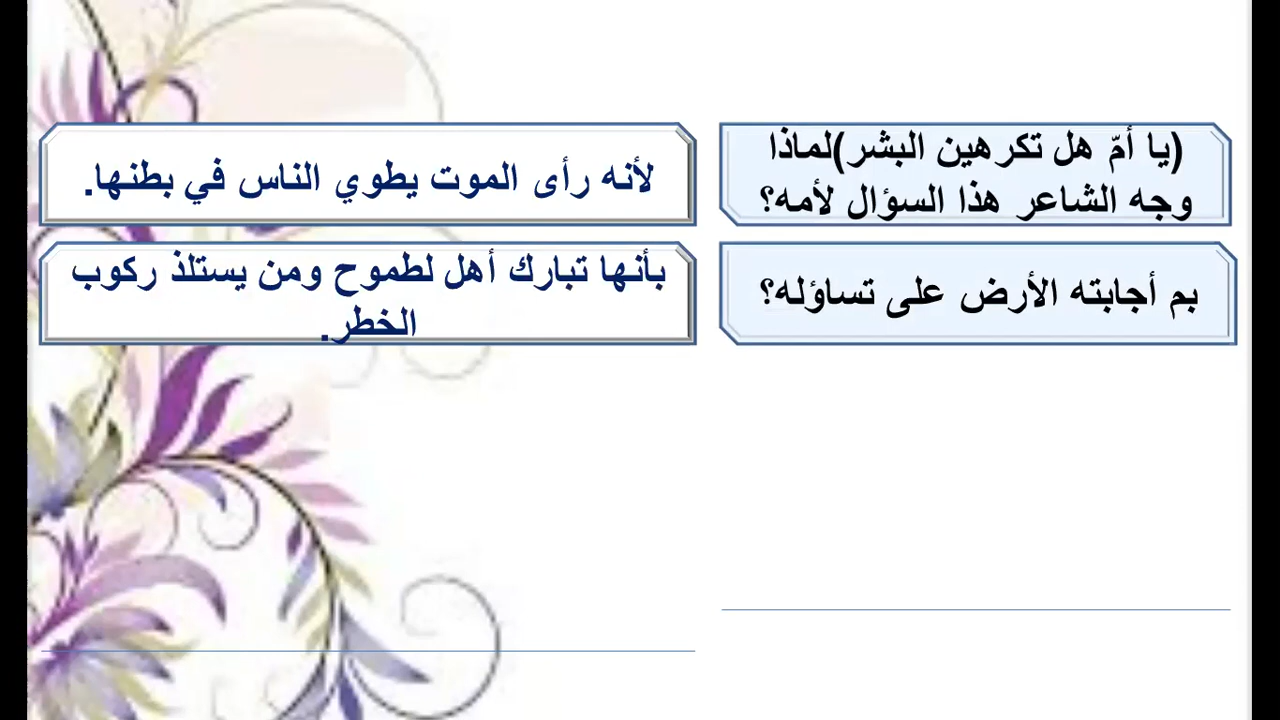 (يا أمّ هل تكرهين البشر)لماذا
وجه الشاعر هذا السؤال لأمه؟
لأنه رأى الموت يطوي الناس في بطنها.
بم أجابته الأرض على تساؤله؟
بأنها تبارك أهل لطموح ومن يستلذ ركوب
الخطر.